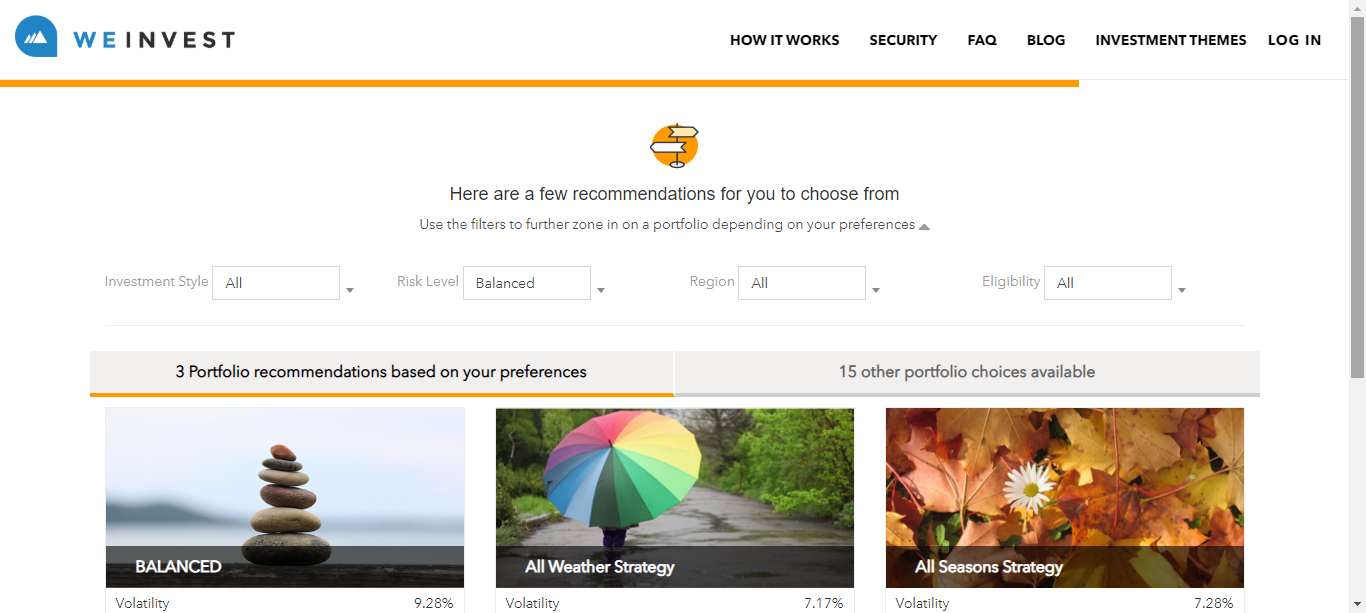 WEINVEST
HOW IT WORKS SECURITY FAQ BLOG INVESTMENT THEMES LOG IN
Here are a few recommendations for you to choose from
Use the filters to further zone in on a portfolio depending on your preferences
Investment Style All Risk Level Balanced Region All Eligibility All
3 Portfolio recommendations based on your preferences 15 other portfolio choices available
BALANCED All Weather Strategy All Seasons Strategy
Volatility 9.28% Volatility 7.17% Volatility 7.28%